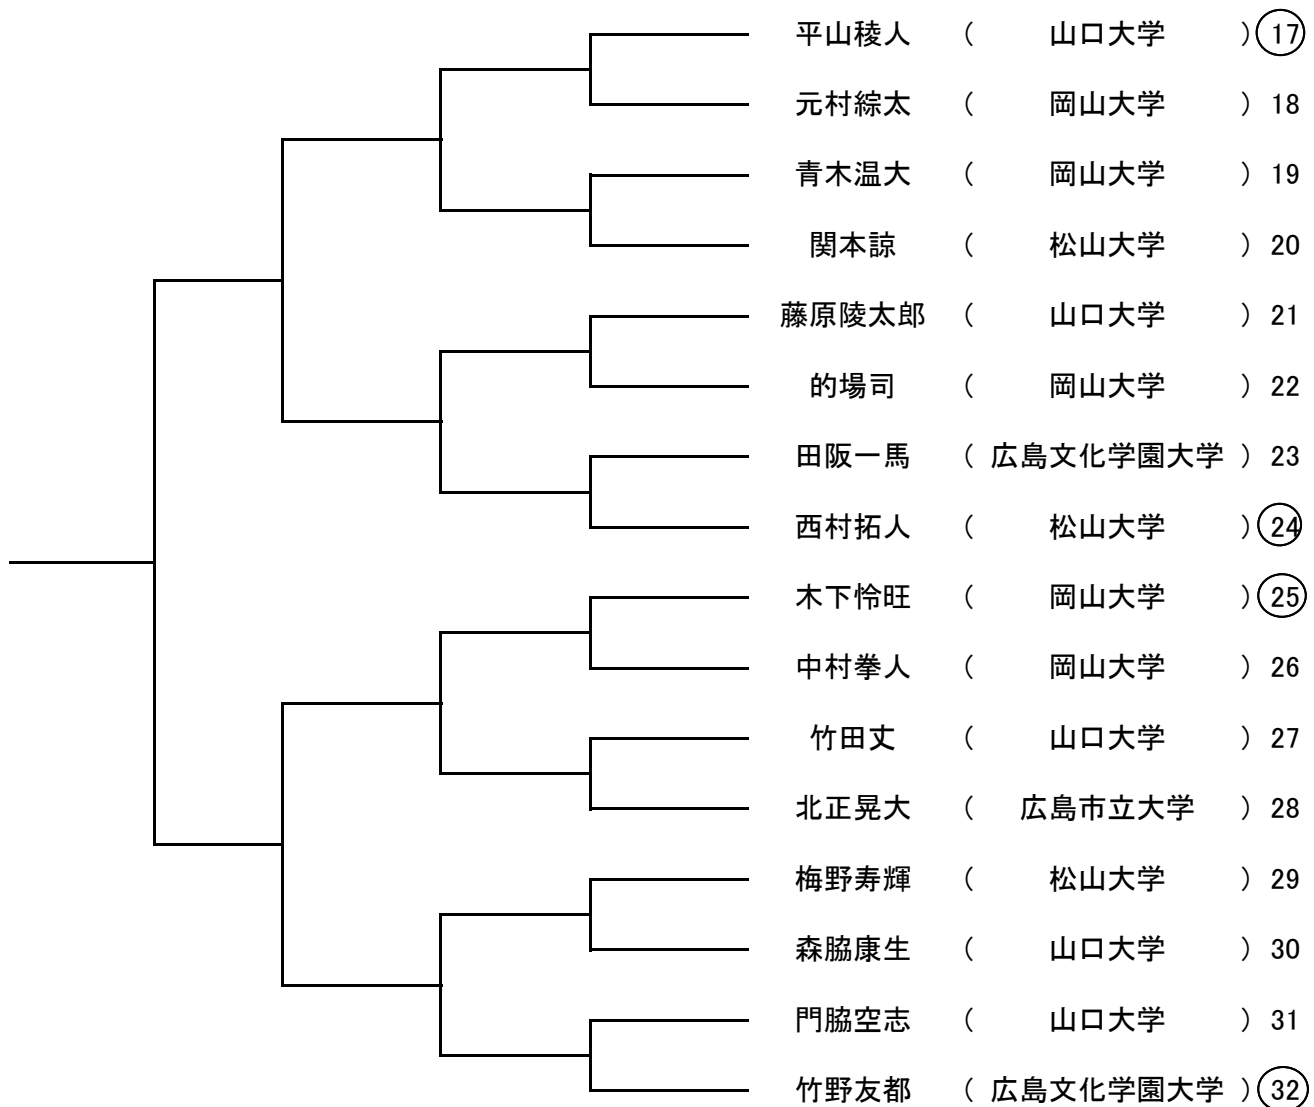 平山稜人 ( 山口大学 ) 17
元村綜太 ( 岡山大学 ) 18
青木温大 ( 岡山大学 ) 19
関本諒 ( 松山大学 ) 20
藤原陵太郎 ( 山口大学 ) 21
的場司 ( 岡山大学 ) 22
田阪一馬 ( 広島文化学園大学 ) 23
西村拓人 ( 松山大学 ) 24
木下怜旺 ( 岡山大学 ) 25
中村拳人 ( 岡山大学 ) 26
竹田丈 ( 山口大学 ) 27
北正晃大 ( 広島市立大学 ) 28
梅野寿輝 ( 松山大学 ) 29
森脇康生 ( 山口大学 ) 30
門脇空志 ( 山口大学 ) 31
竹野友都 ( 広島文化学園大学 ) 32